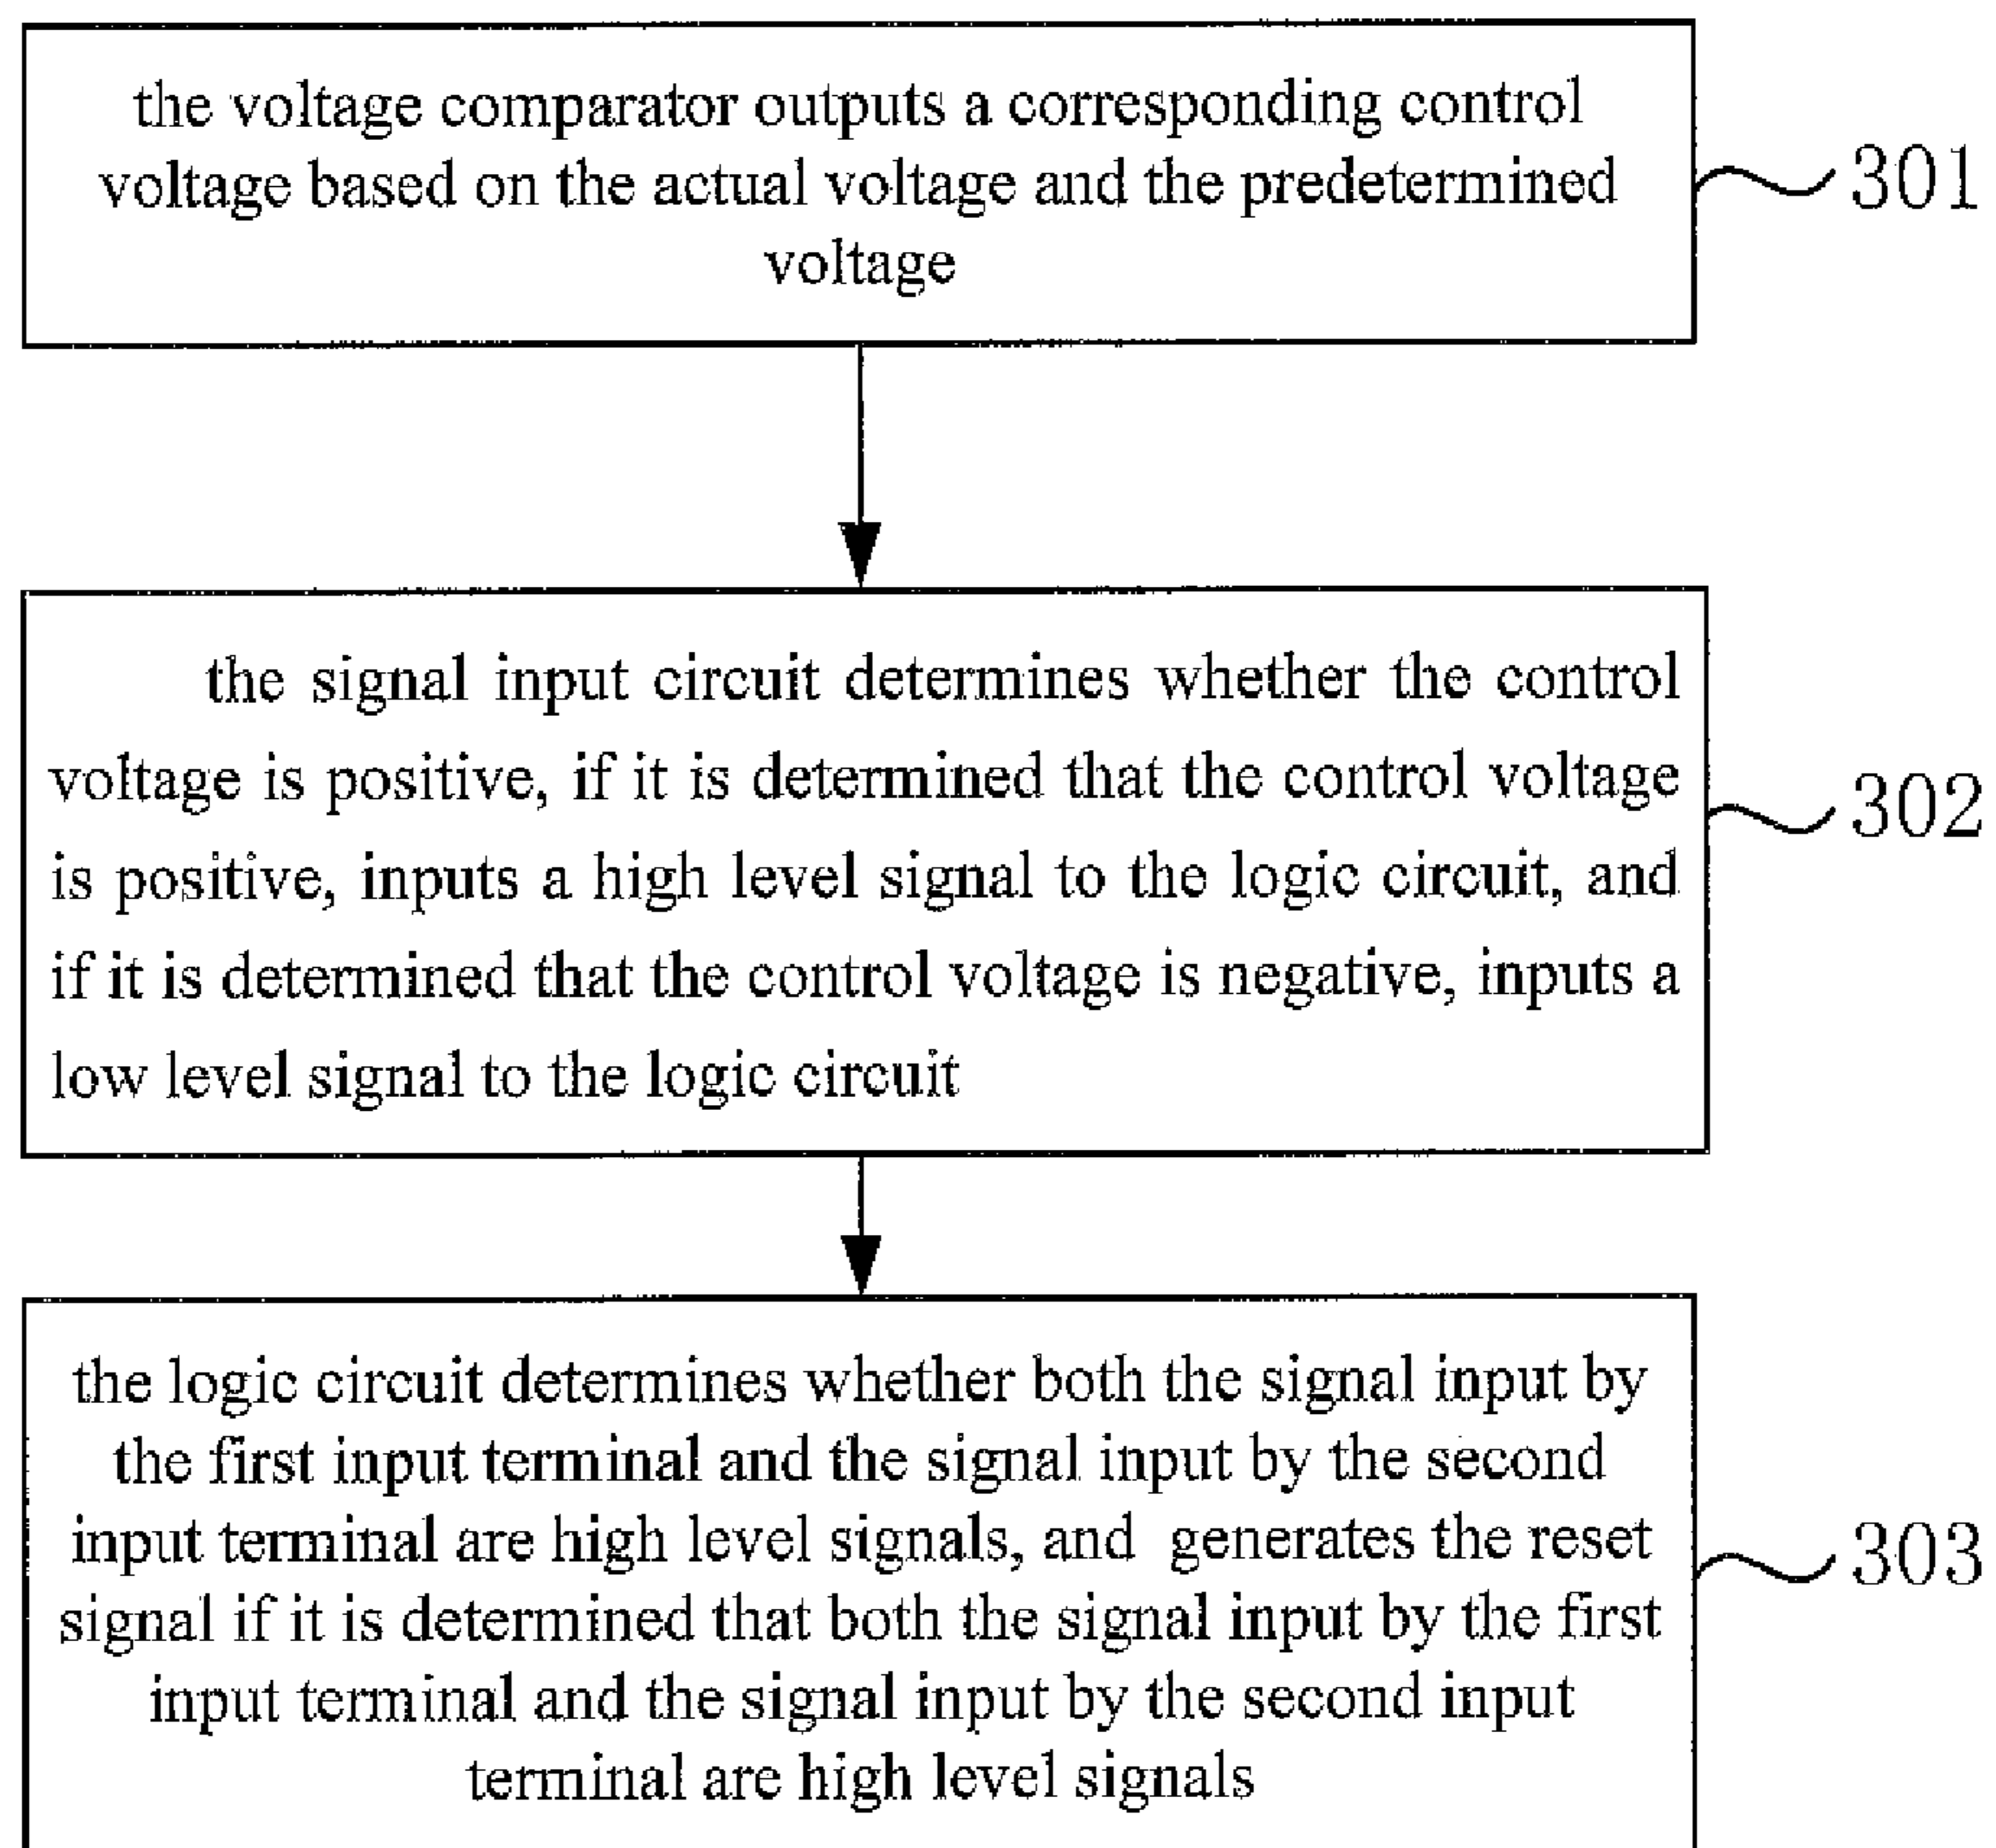 the voltage comparator outputs a corresponding control
voltage based on the actual voltage and the predetermined
voltage
301
the signal input circuit determines whether the control
voltage is positive, if it is determined that the control voltage
is positive, inputs a high level signal to the logic circuit, and
if it is determined that the control voltage is negative, inputs a
low level signal to the logic circuit
302
the logic circuit determines whether both the signal input by
the first input terminal and the signal input by the second
input terminal are high level signals, and generates the reset
signal if it is determined that both the signal input by the first
input terminal and the signal input by the second input
terminal are high level signals
303